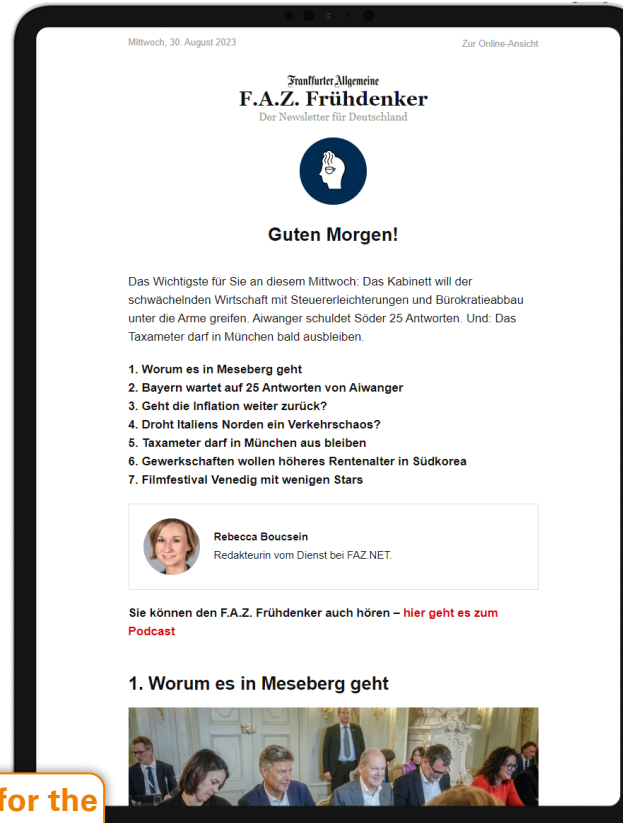 Mittwoch, 30. August 2023
Zur Online-Ansicht
Frankfurter Allgemeine
F.A.Z. Frühdenker
Der Newsletter für Deutschland
Guten Morgen!
Das Wichtigste für Sie an diesem Mittwoch: Das Kabinett will der
schwächelnden Wirtschaft mit Steuererleichterungen und Bürokratieabbau
unter die Arme greifen. Aiwanger schuldet Söder 25 Antworten. Und: Das
Taxameter darf in München bald ausbleiben.
1. Worum es in Meseberg geht
2. Bayern wartet auf 25 Antworten von Aiwanger
3. Geht die Inflation weiter zurück?
4. Droht Italiens Norden ein Verkehrschaos?
5. Taxameter darf in München aus bleiben
6. Gewerkschaften wollen höheres Rentenalter in Südkorea
7. Filmfestival Venedig mit wenigen Stars
Rebecca Boucsein
Redakteurin vom Dienst bei FAZ.NET.
Sie können den F.A.Z. Frühdenker auch hören – hier geht es zum
Podcast
1. Worum es in Meseberg geht
for the